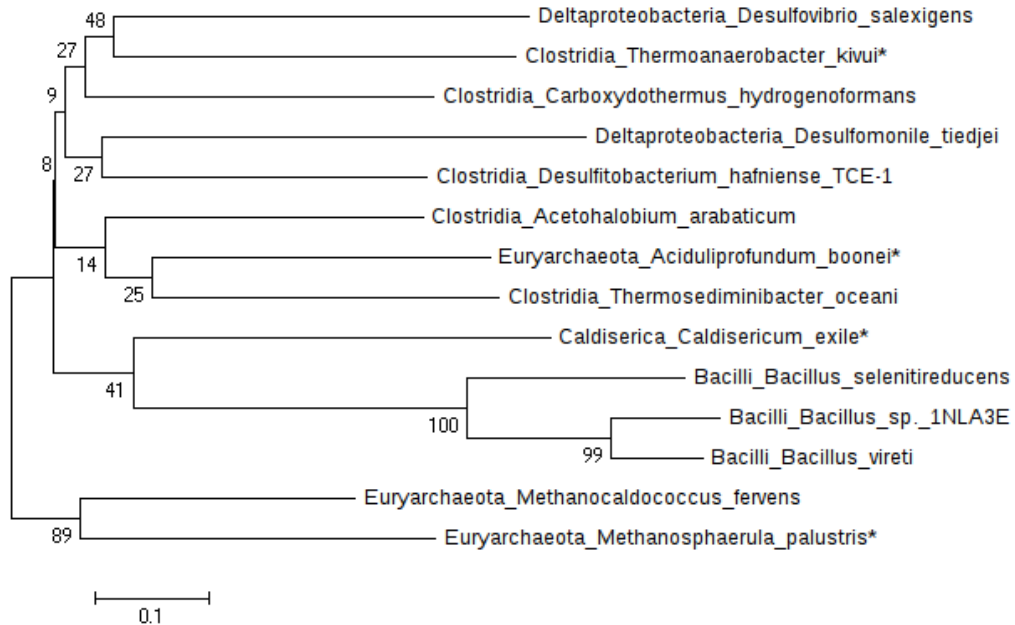 48
Deltaproteobacteria_Desulfovibrio_salexigens
27
Clostridia_Thermoanaerobacter_kivui*
9
Clostridia_Carboxydothermus_hydrogenoformans
Deltaproteobacteria_Desulfomonile_tiedjei
8
27
Clostridia_Desulfitobacterium_hafniense_TCE-1
Clostridia_Acetohalobium_arabaticum
14
Euryarchaeota_Aciduliprofundum_boonei*
25
Clostridia_Thermosediminibacter_oceani
Caldiserica_Caldisericum_exile*
41
Bacilli_Bacillus_selenitireducens
100
Bacilli_Bacillus_sp._1NLA3E
99
Bacilli_Bacillus_vireti
Euryarchaeota_Methanocaldococcus_fervens
89
Euryarchaeota_Methanosphaerula_palustris*
0.1